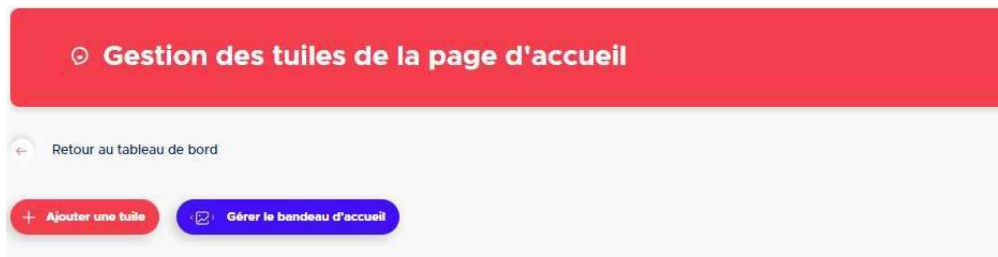 Gestion des tuiles de la page d'accueil
Retour au tableau de bord
Ajouter une tuile
Gérer le bandeau d'accueil